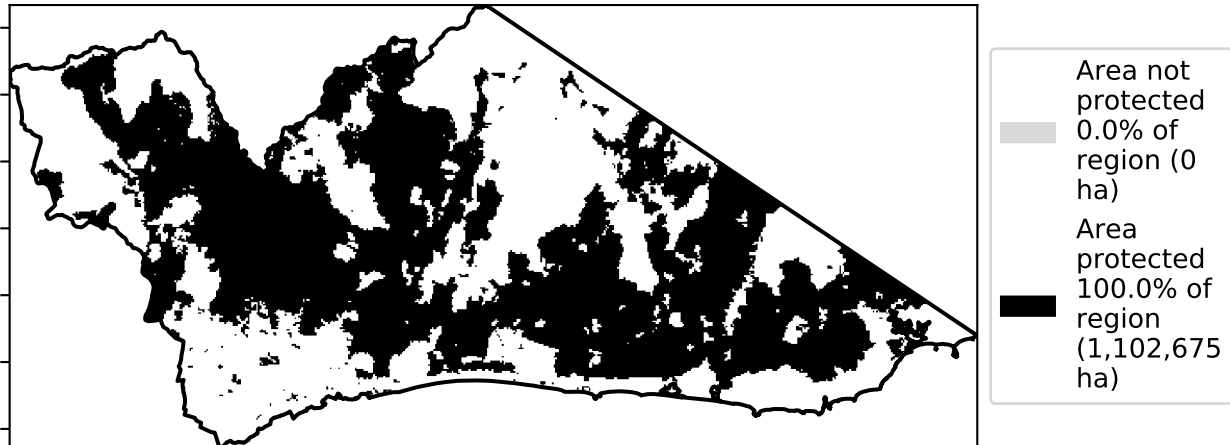 Area not
protected
0.0% of
region (0
ha)
Area
protected
100.0% of
region
(1,102,675
ha)